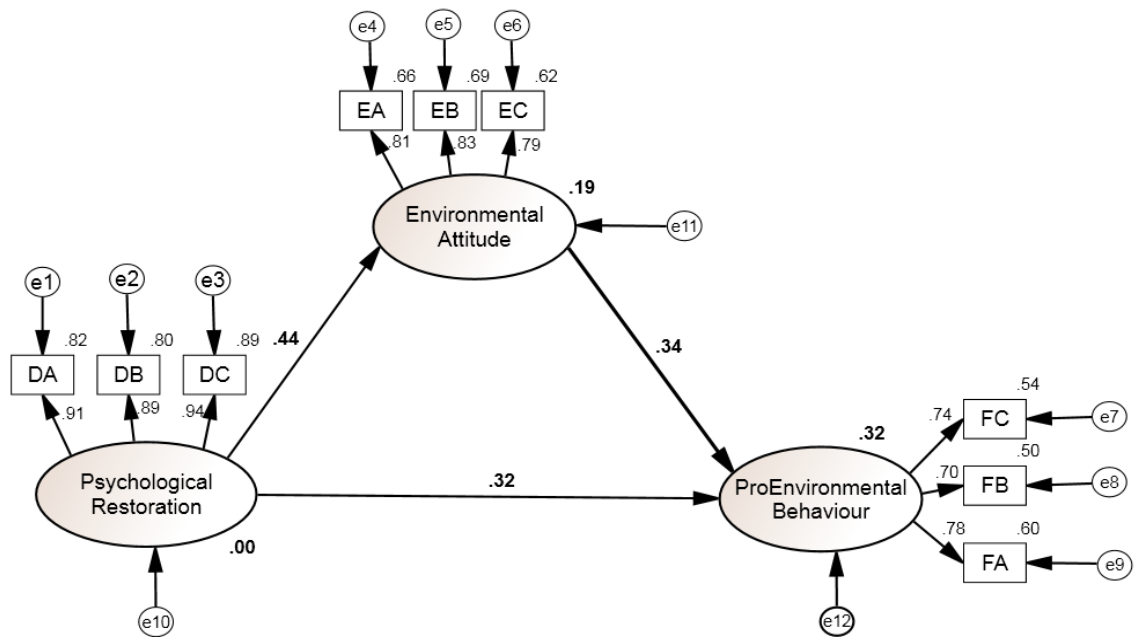 e4
e5
e6
.66
.69
.62
EA
EB
EC
.81
.83
.79
.19
Environmental
Attitude
e11
e1
e2
e3
.82
.80
.89
.44
.34
DA
DB
DC
.91
.89
.94
.54
.74
FC
e7
.32
.50
Psychological
Restoration
.32
ProEnvironmental
Behaviour
.70
FB
e8
.78
.60
.00
FA
e9
e10
e12